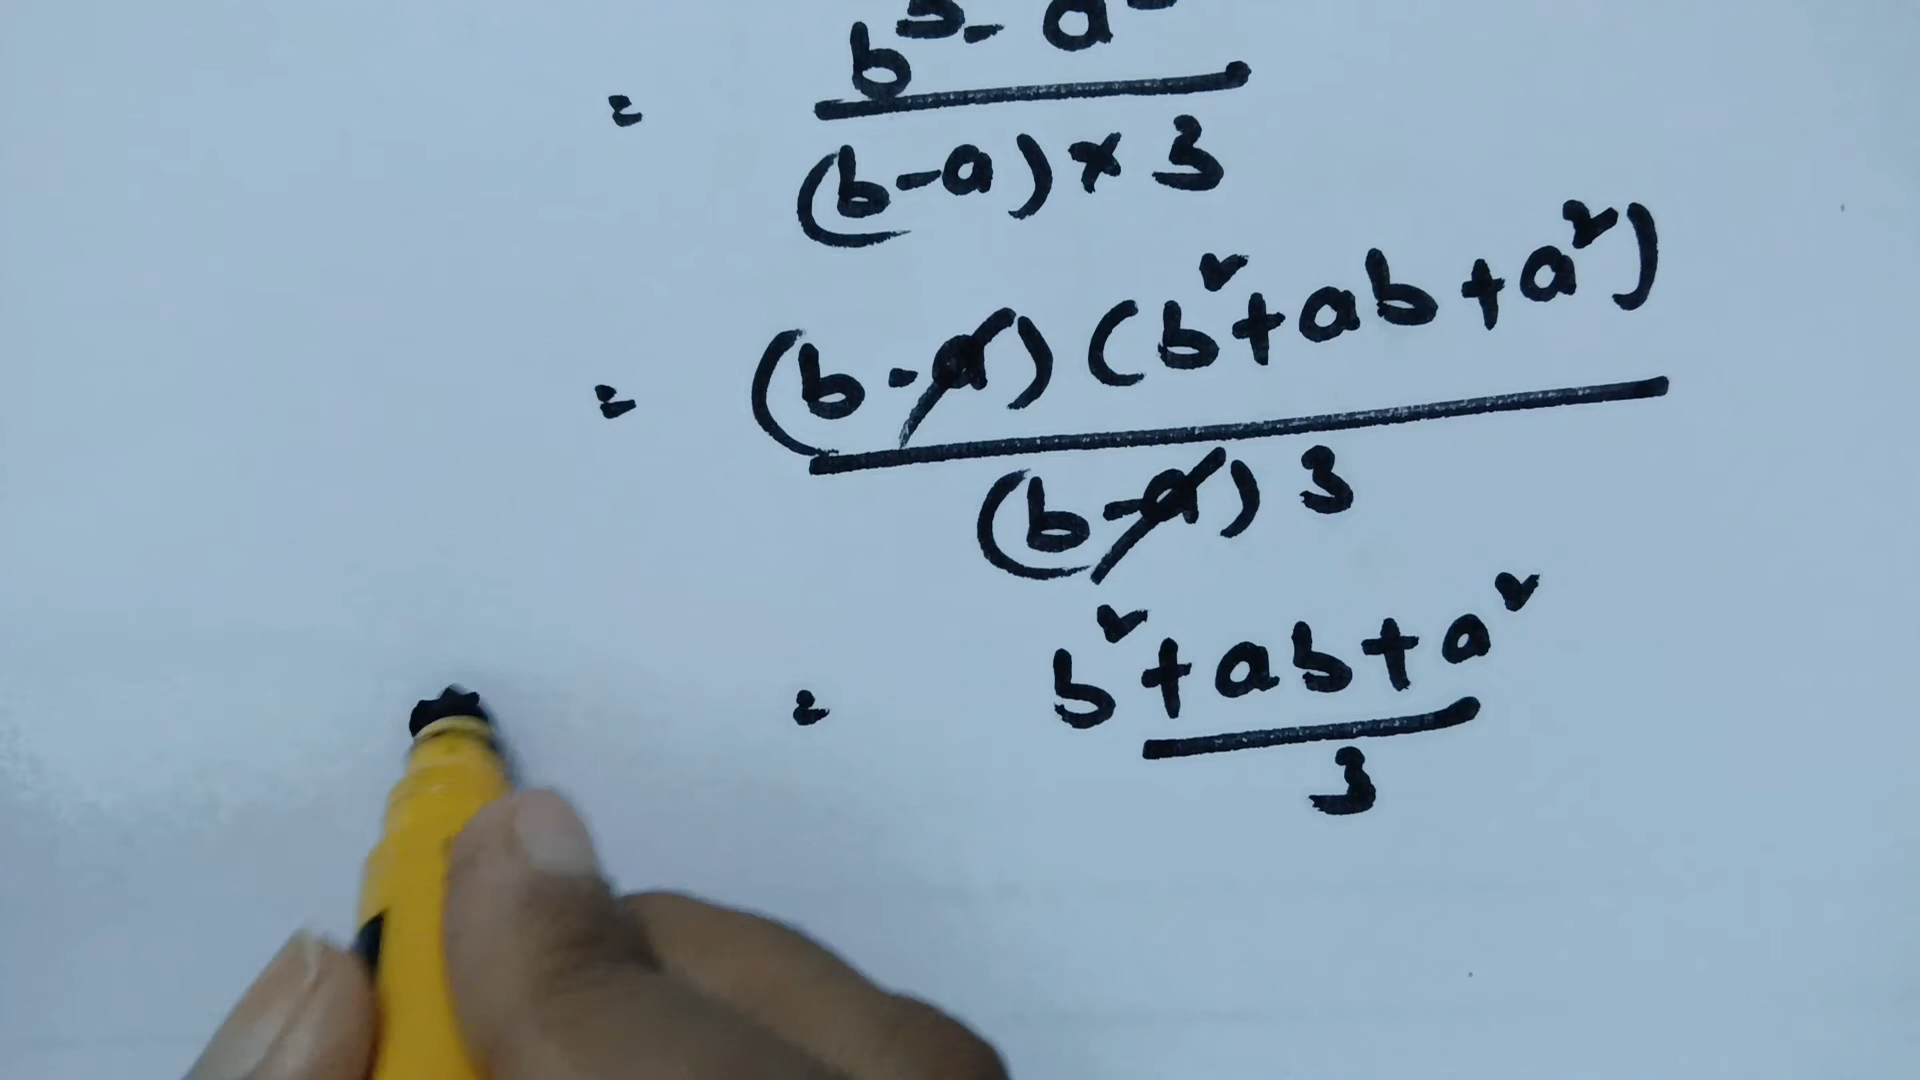 = b³ - a³ / (b-a) × 3
= (b-a)(b²+ab+a²) / (b-a) 3
= b²+ab+a² / 3